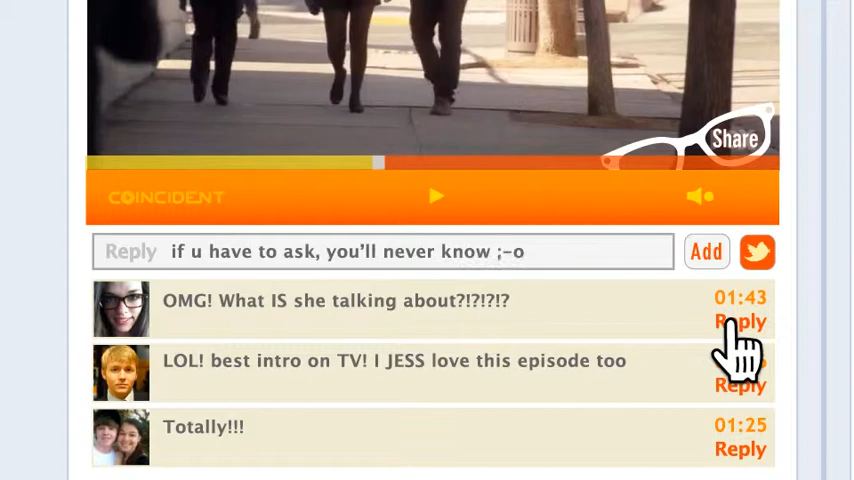 Share
COINCIDENT
Reply if u have to ask, you'll never know ;-o
Add
OMG! What IS she talking about?!?!?!?
01:43
Reply
LOL! best intro on TV! I JESS love this episode too
Reply
Totally!!!
01:25
Reply